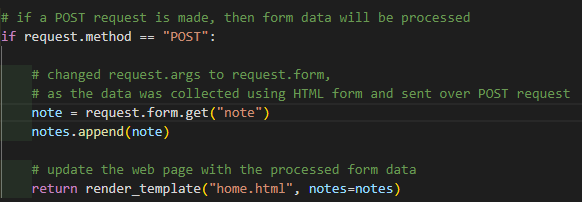 # if a POST request is made, then form data will be processed
if request.method == "POST":
# changed request.args to request.form,
# as the data was collected using HTML form and sent over POST request
note = request.form.get("note")
notes.append(note)
# update the web page with the processed form data
return render_template("home.html", notes=notes)